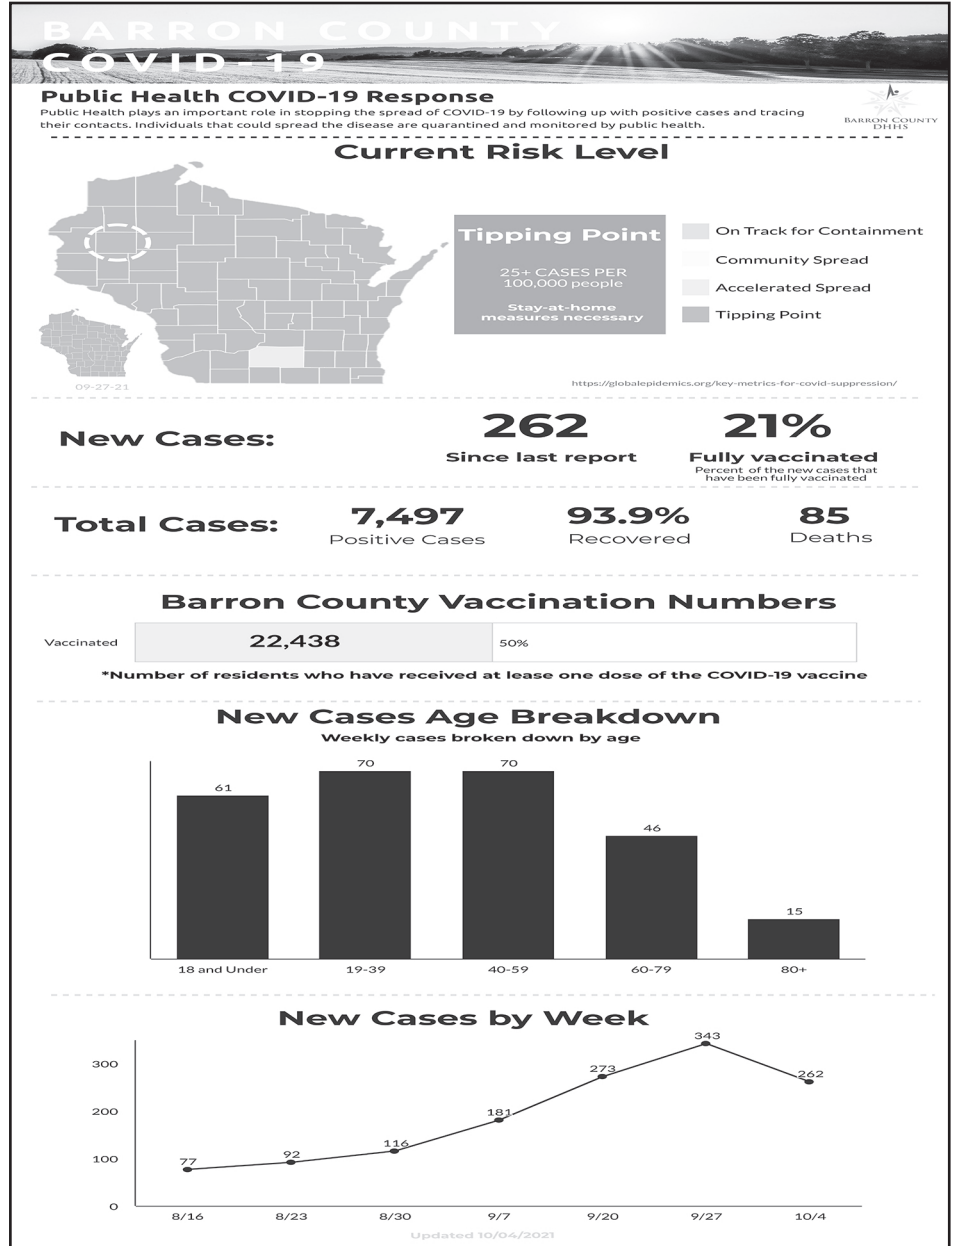 BARRON COUNTY
COVID-19
Public Health COVID-19 Response
Public Health plays an important role in stopping the spread of COVID-19 by following up with positive cases and tracing
their contacts. Individuals that could spread the disease are quarantined and monitored by public health.
BARRON COUNTY
DHHS
Current Risk Level
Tipping Point
25+ CASES PER
100,000 people
Stay-at-home
measures necessary
On Track for Containment
Community Spread
Accelerated Spread
Tipping Point
09-27-21
https://globalepidemics.org/key-metrics-for-covid-suppression/
New Cases:
262
Since last report
21%
Fully vaccinated
Percent of the new cases that
have been fully vaccinated
Total Cases:
7,497
Positive Cases
93.9%
Recovered
85
Deaths
Barron County Vaccination Numbers
Vaccinated
22,438
50%
*Number of residents who have received at lease one dose of the COVID-19 vaccine
New Cases Age Breakdown
Weekly cases broken down by age
61
70
70
46
15
18 and Under
19-39
40-59
60-79
80+
New Cases by Week
300
200
100
0
77
92
116
181
273
343
262
8/16
8/23
8/30
9/7
9/20
9/27
10/4
Updated 10/04/2021